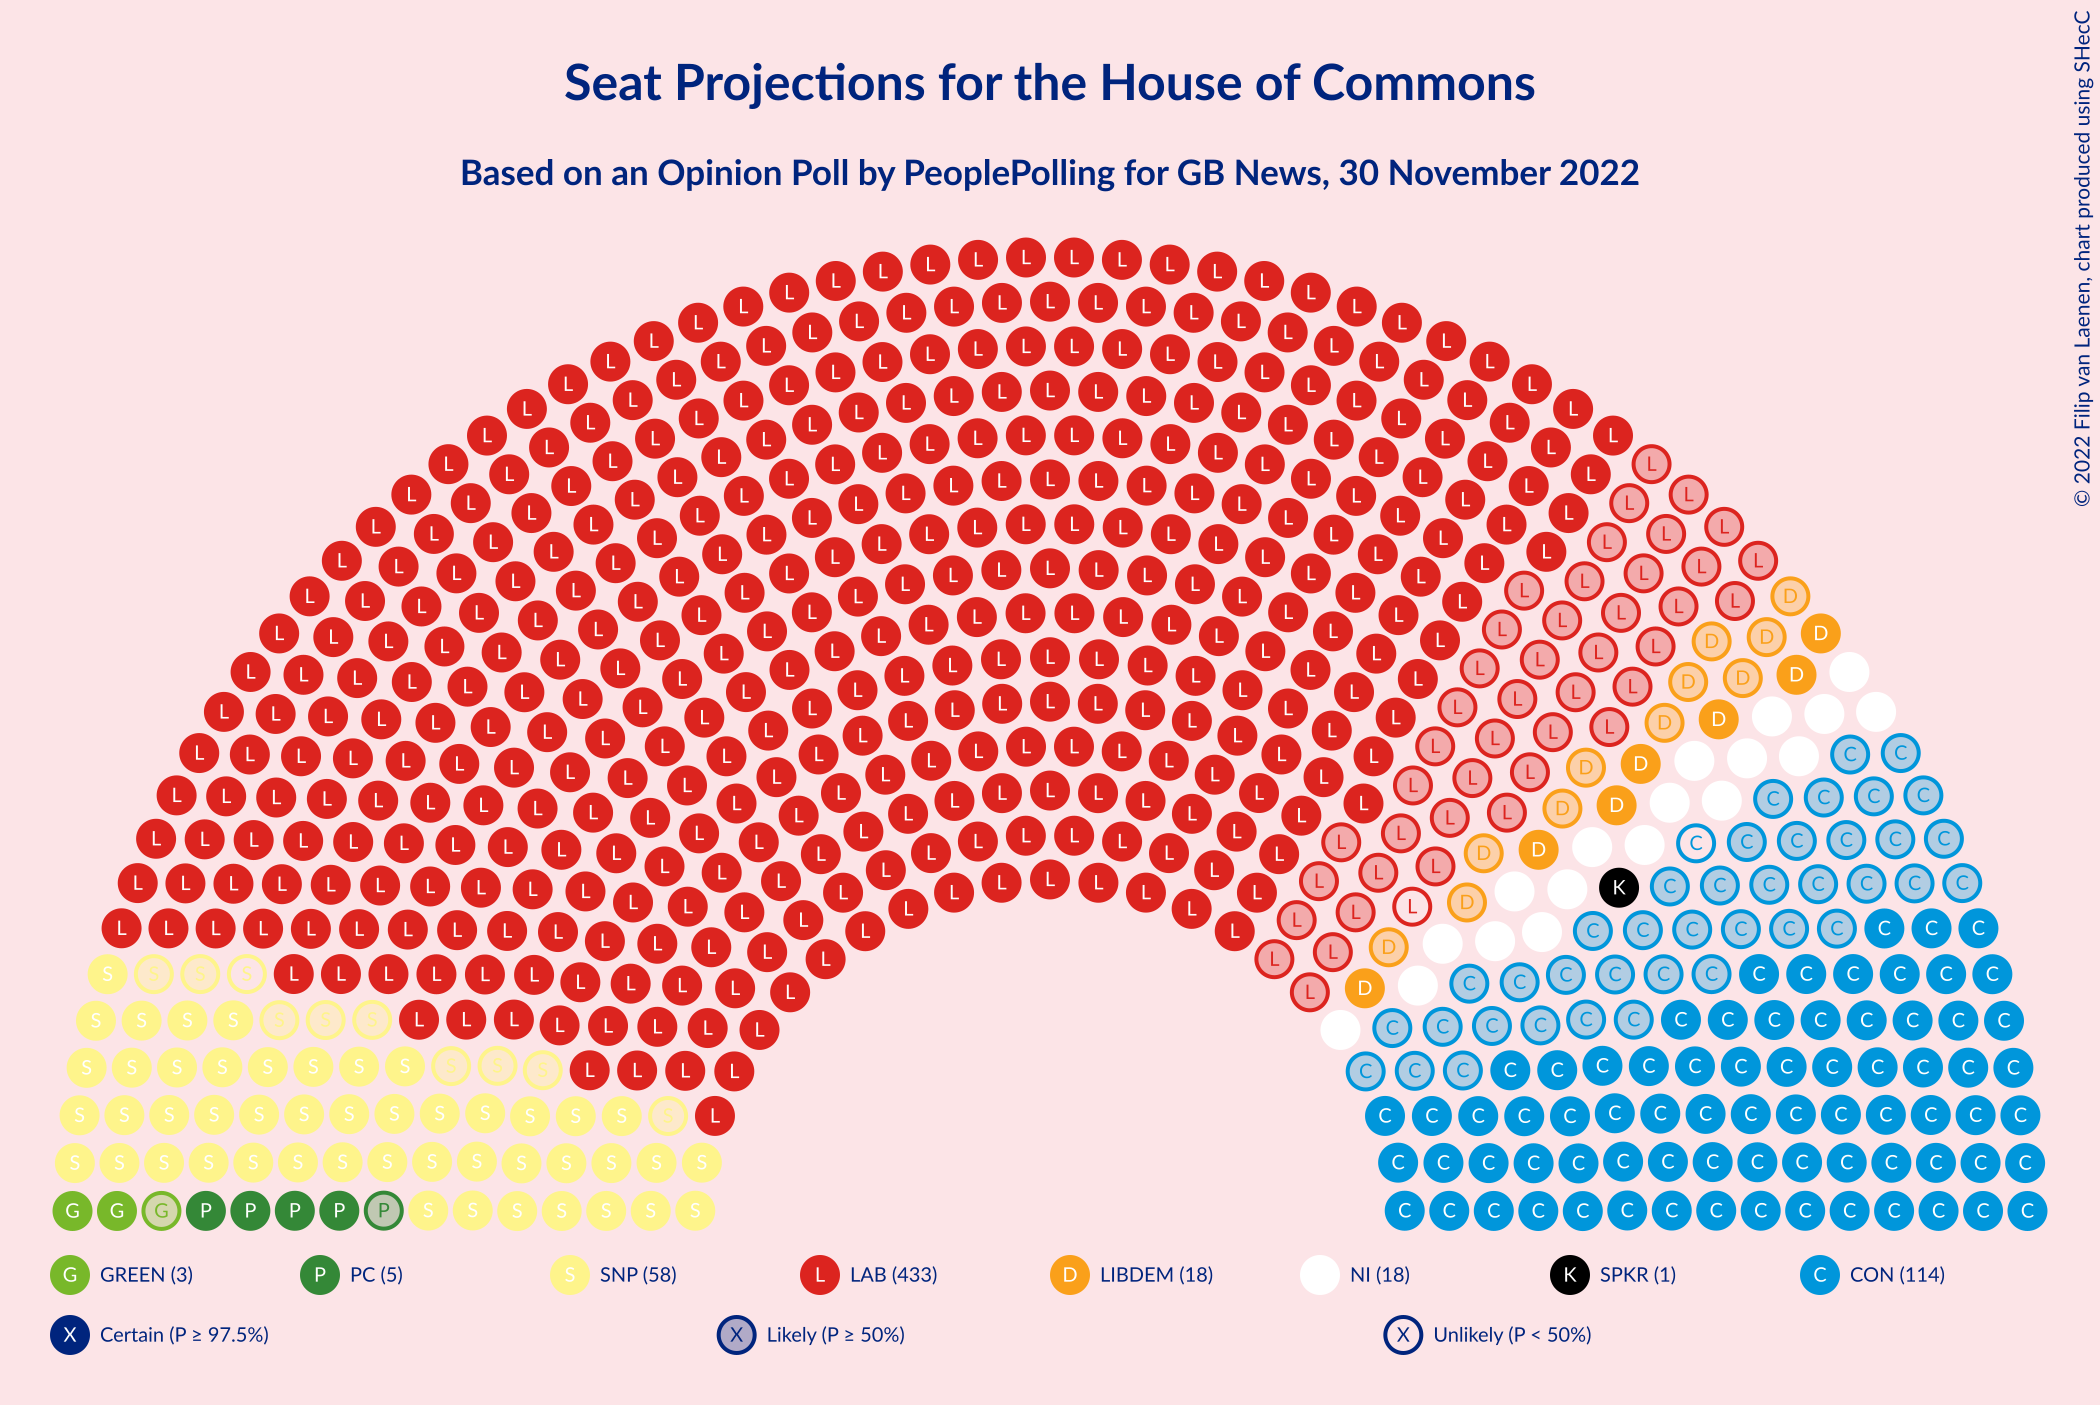 Seat Projections for the House of Commons
Based on an Opinion Poll by PeoplePolling for GB News, 30 November 2022
© 2022 Filip van Laenen, chart produced using SHecC
G GREEN (3) P PC (5) S SNP (58) L LAB (433) D LIBDEM (18) NI (18) K SPKR (1) C CON (114)
X Certain (P ≥ 97.5%) X Likely (P ≥ 50%) X Unlikely (P < 50%)